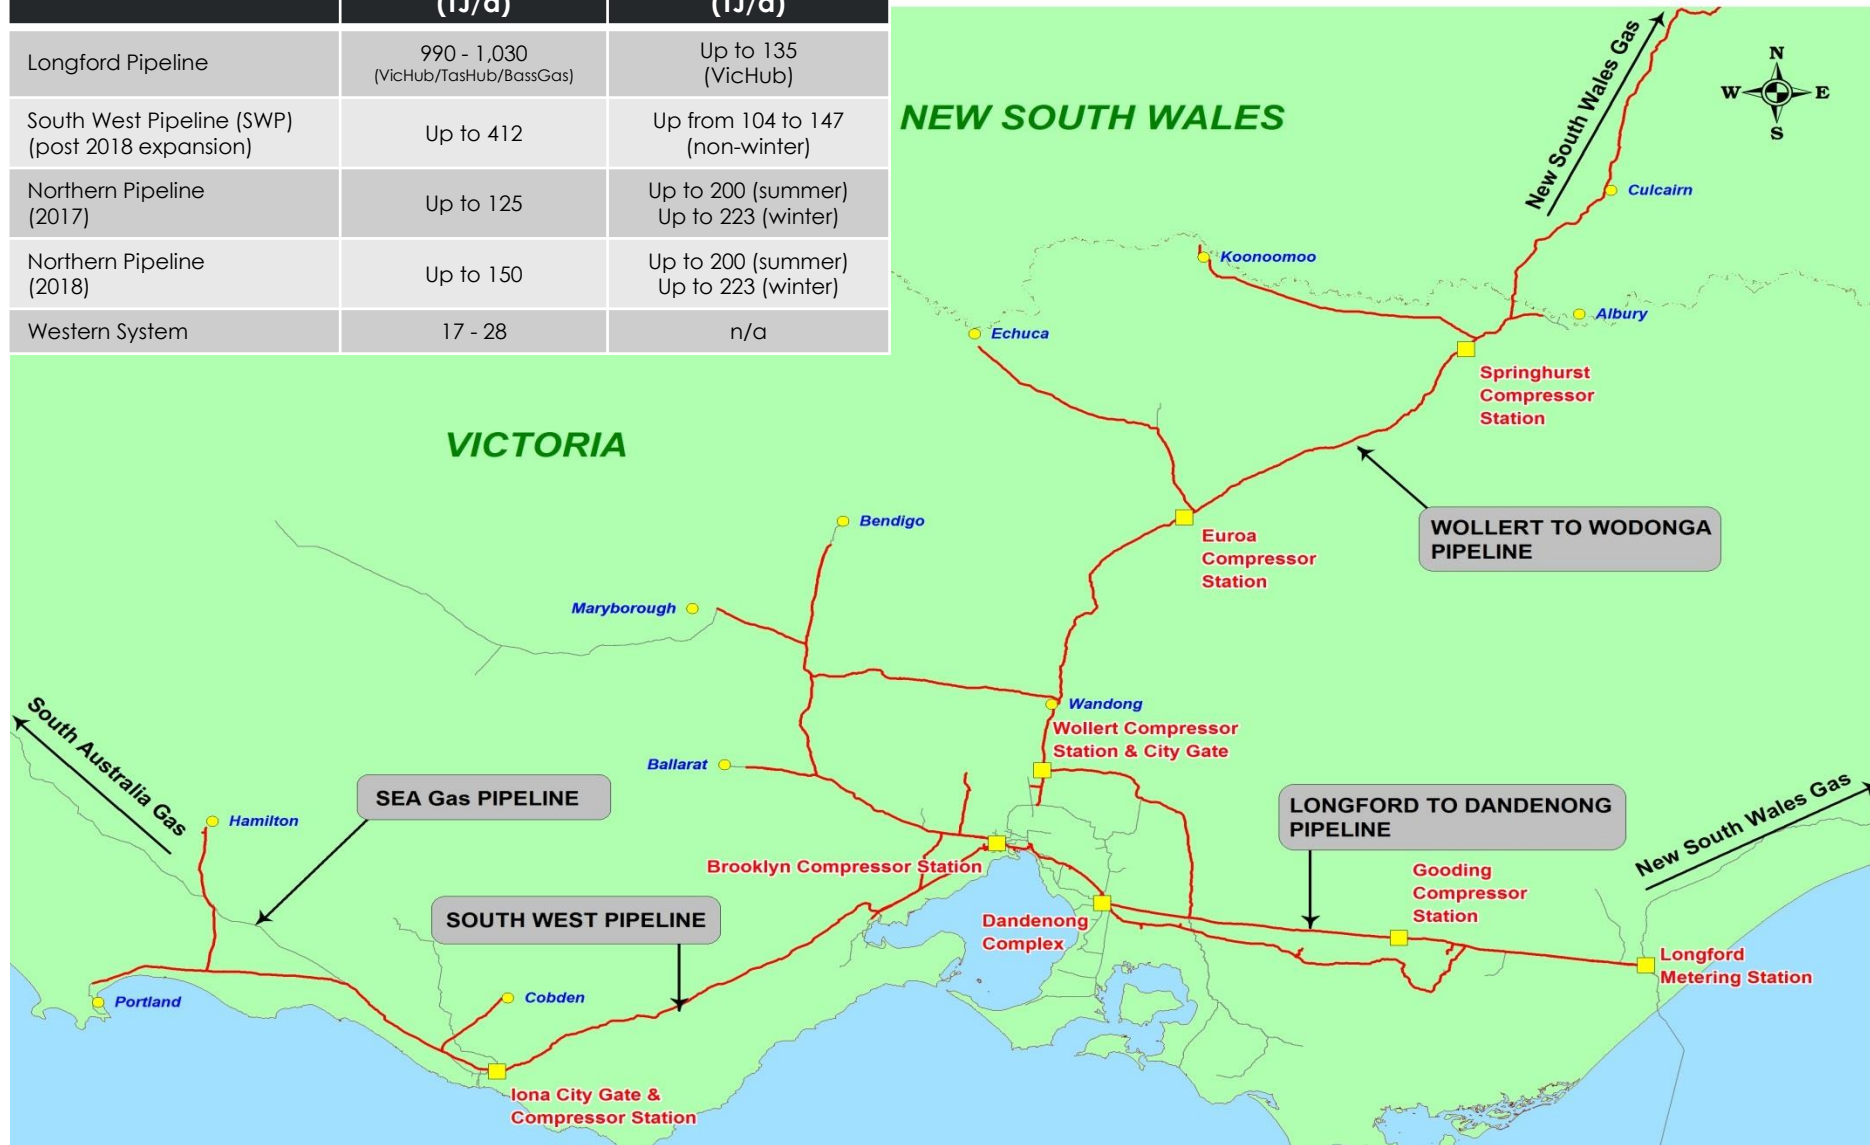 (TJ/d) (TJ/d)
Longford Pipeline
990 - 1,030
(VicHub/TasHub/BassGas)
Up to 135
(VicHub)
South West Pipeline (SWP)
(post 2018 expansion)
Up to 412
Up from 104 to 147
(non-winter)
Northern Pipeline
(2017)
Up to 125
Up to 200 (summer)
Up to 223 (winter)
Northern Pipeline
(2018)
Up to 150
Up to 200 (summer)
Up to 223 (winter)
Western System
17 - 28
n/a
NEW SOUTH WALES
New South Wales Gas
N
W E
S
Culcairn
Koonoomoo
Albury
Echuca
Springhurst
Compressor
Station
VICTORIA
WOLLERT TO WODONGA
PIPELINE
Bendigo
Euroa
Compressor
Station
Maryborough
Wandong
Wollert Compressor
Station & City Gate
South Australia Gas
Ballarat
SEA Gas PIPELINE
Hamilton
LONGFORD TO DANDENONG
PIPELINE
New South Wales Gas
Brooklyn Compressor Station
Gooding
Compressor
Station
SOUTH WEST PIPELINE
Dandenong
Complex
Longford
Metering Station
Portland
Cobden
Iona City Gate &
Compressor Station